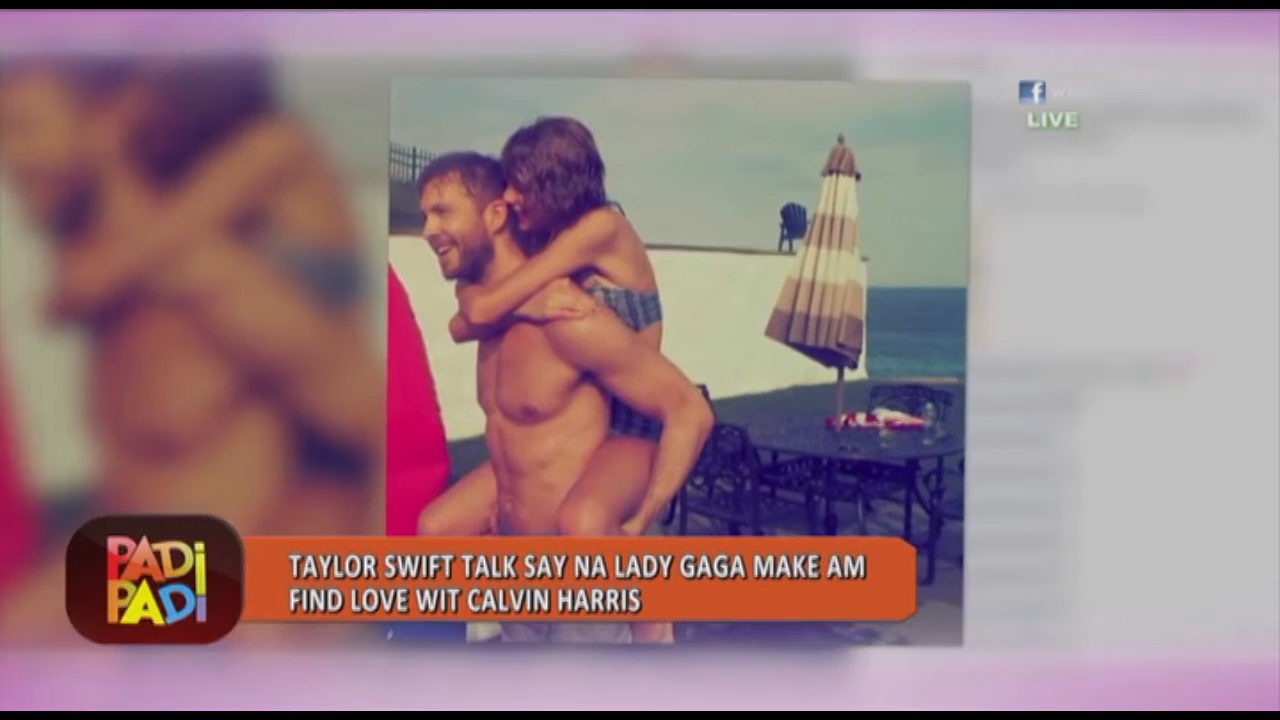 f
LIVE
PADI
PADI
TAYLOR SWIFT TALK SAY NA LADY GAGA MAKE AM
FIND LOVE WIT CALVIN HARRIS